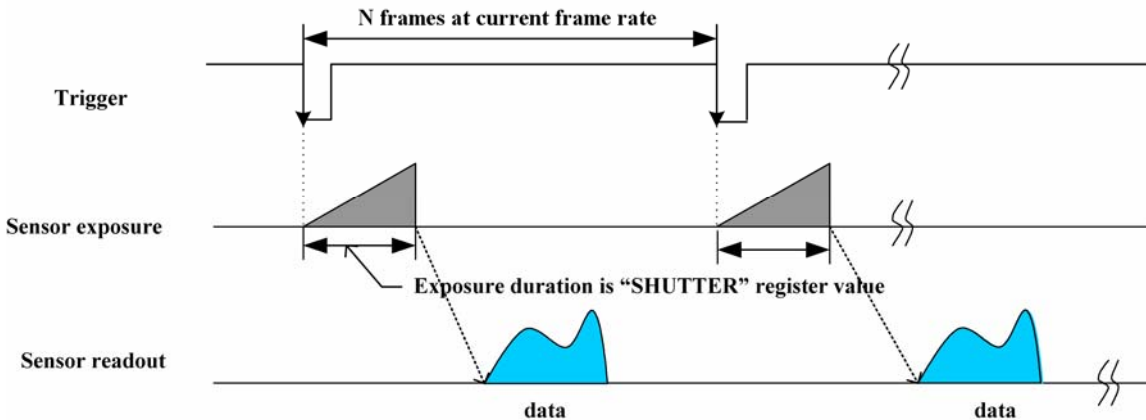 N frames at current frame rate
Trigger
Sensor exposure
Exposure duration is “SHUTTER” register value
Sensor readout
data
data